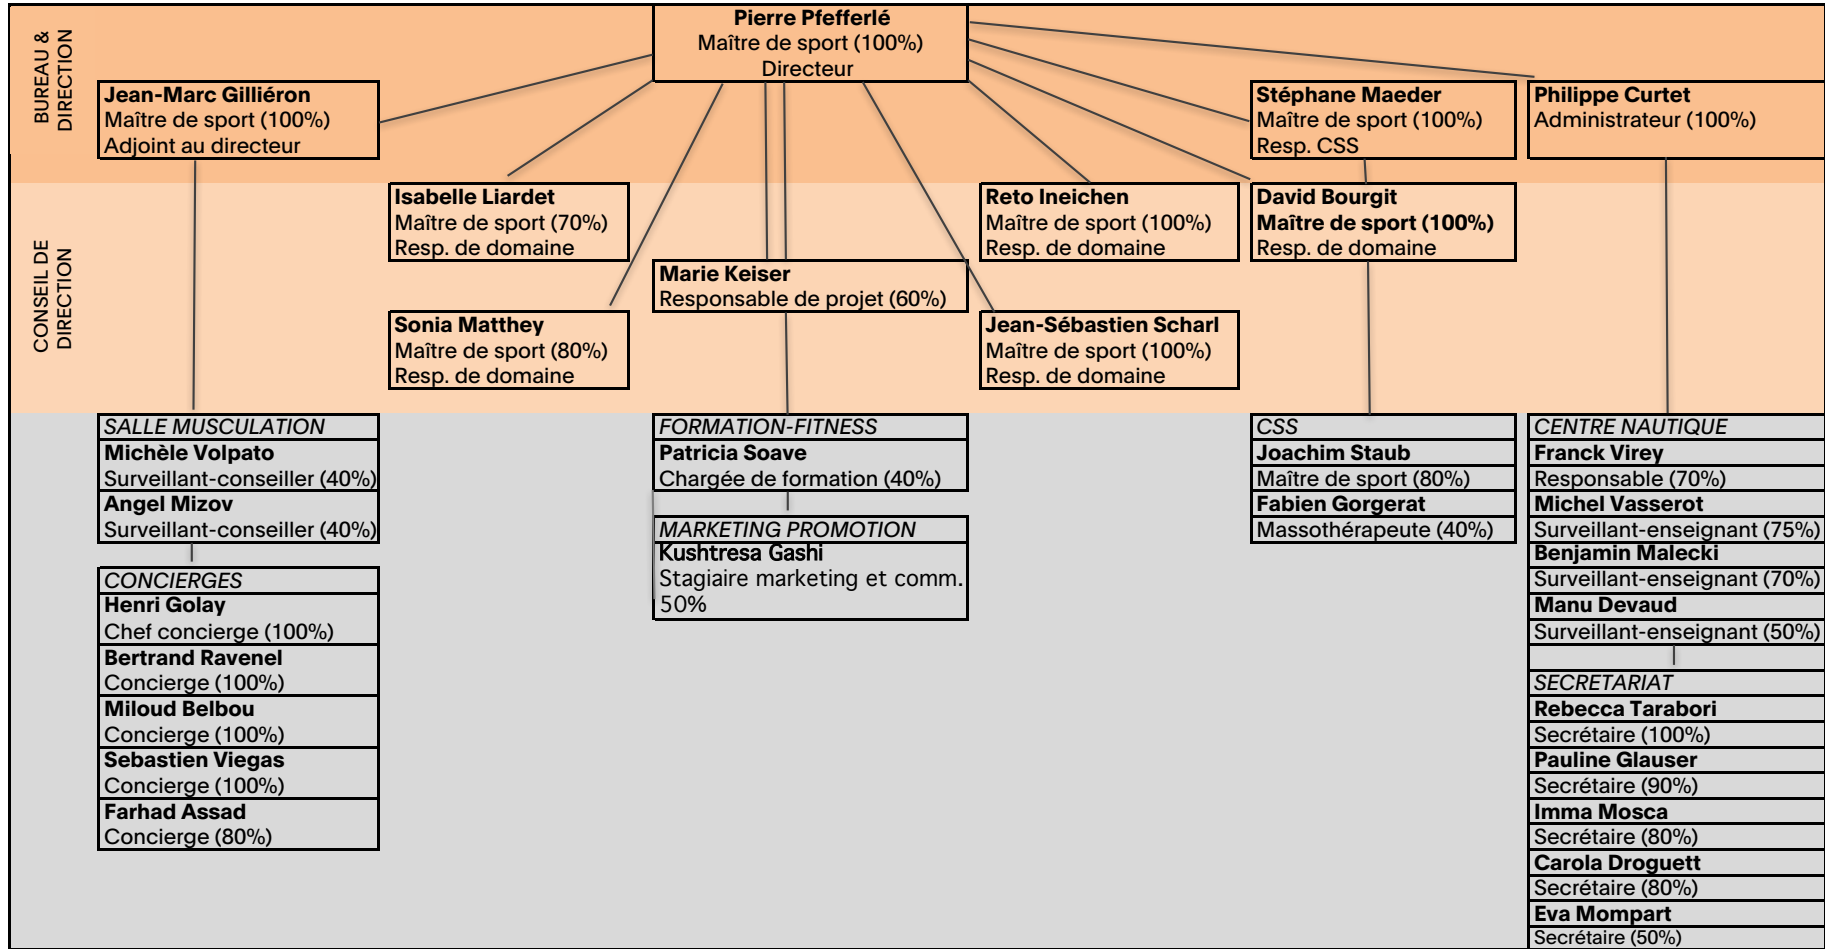 BUREAU &
DIRECTION
Pierre Pfefferlé
Maître de sport (100%)
Directeur
Jean-Marc Gilliéron
Maître de sport (100%)
Adjoint au directeur
Stéphane Maeder
Maître de sport (100%)
Resp. CSS
Philippe Curtet
Administrateur (100%)
CONSEIL DE
DIRECTION
Isabelle Liardet
Maître de sport (70%)
Resp. de domaine
Reto Ineichen
Maître de sport (100%)
Resp. de domaine
David Bourgit
Maître de sport (100%)
Resp. de domaine
Marie Keiser
Responsable de projet (60%)
Sonia Matthey
Maître de sport (80%)
Resp. de domaine
Jean-Sébastien Scharl
Maître de sport (100%)
Resp. de domaine
SALLE MUSCULATION
Michèle Volpato
Surveillant-conseiller (40%)
Angel Mizov
Surveillant-conseiller (40%)
CONCIERGES
Henri Golay
Chef concierge (100%)
Bertrand Ravenel
Concierge (100%)
Miloud Belbou
Concierge (100%)
Sebastien Viegas
Concierge (100%)
Farhad Assad
Concierge (80%)
FORMATION-FITNESS
Patricia Soave
Chargée de formation (40%)
MARKETING PROMOTION
Kushtresa Gashi
Stagiaire marketing et comm.
50%
CSS
Joachim Staub
Maître de sport (80%)
Fabien Gorgerat
Massothérapeute (40%)
CENTRE NAUTIQUE
Franck Virey
Responsable (70%)
Michel Vasserot
Surveillant-enseignant (75%)
Benjamin Malecki
Surveillant-enseignant (70%)
Manu Devaud
Surveillant-enseignant (50%)
SECRETARIAT
Rebecca Tarabori
Secrétaire (100%)
Pauline Glauser
Secrétaire (90%)
Imma Mosca
Secrétaire (80%)
Carola Droguett
Secrétaire (80%)
Eva Mompart
Secrétaire (50%)